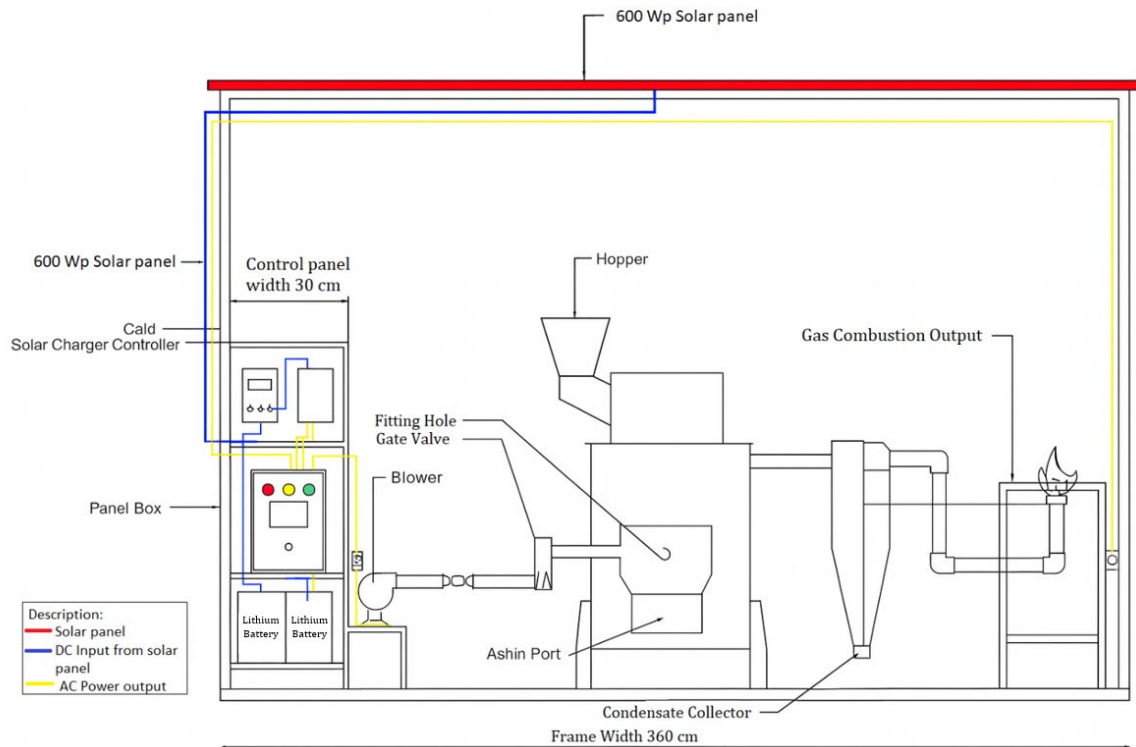 600 Wp Solar panel
600 Wp Solar panel
Control panel
width 30 cm
Hopper
Cald
Solar Charger Controller
Gas Combustion Output
Fitting Hole
Gate Valve
Blower
Panel Box
Lithium
Battery
Lithium
Battery
Description:
Solar panel
DC Input from solar
panel
AC Power output
Ashin Port
Condensate Collector
Frame Width 360 cm